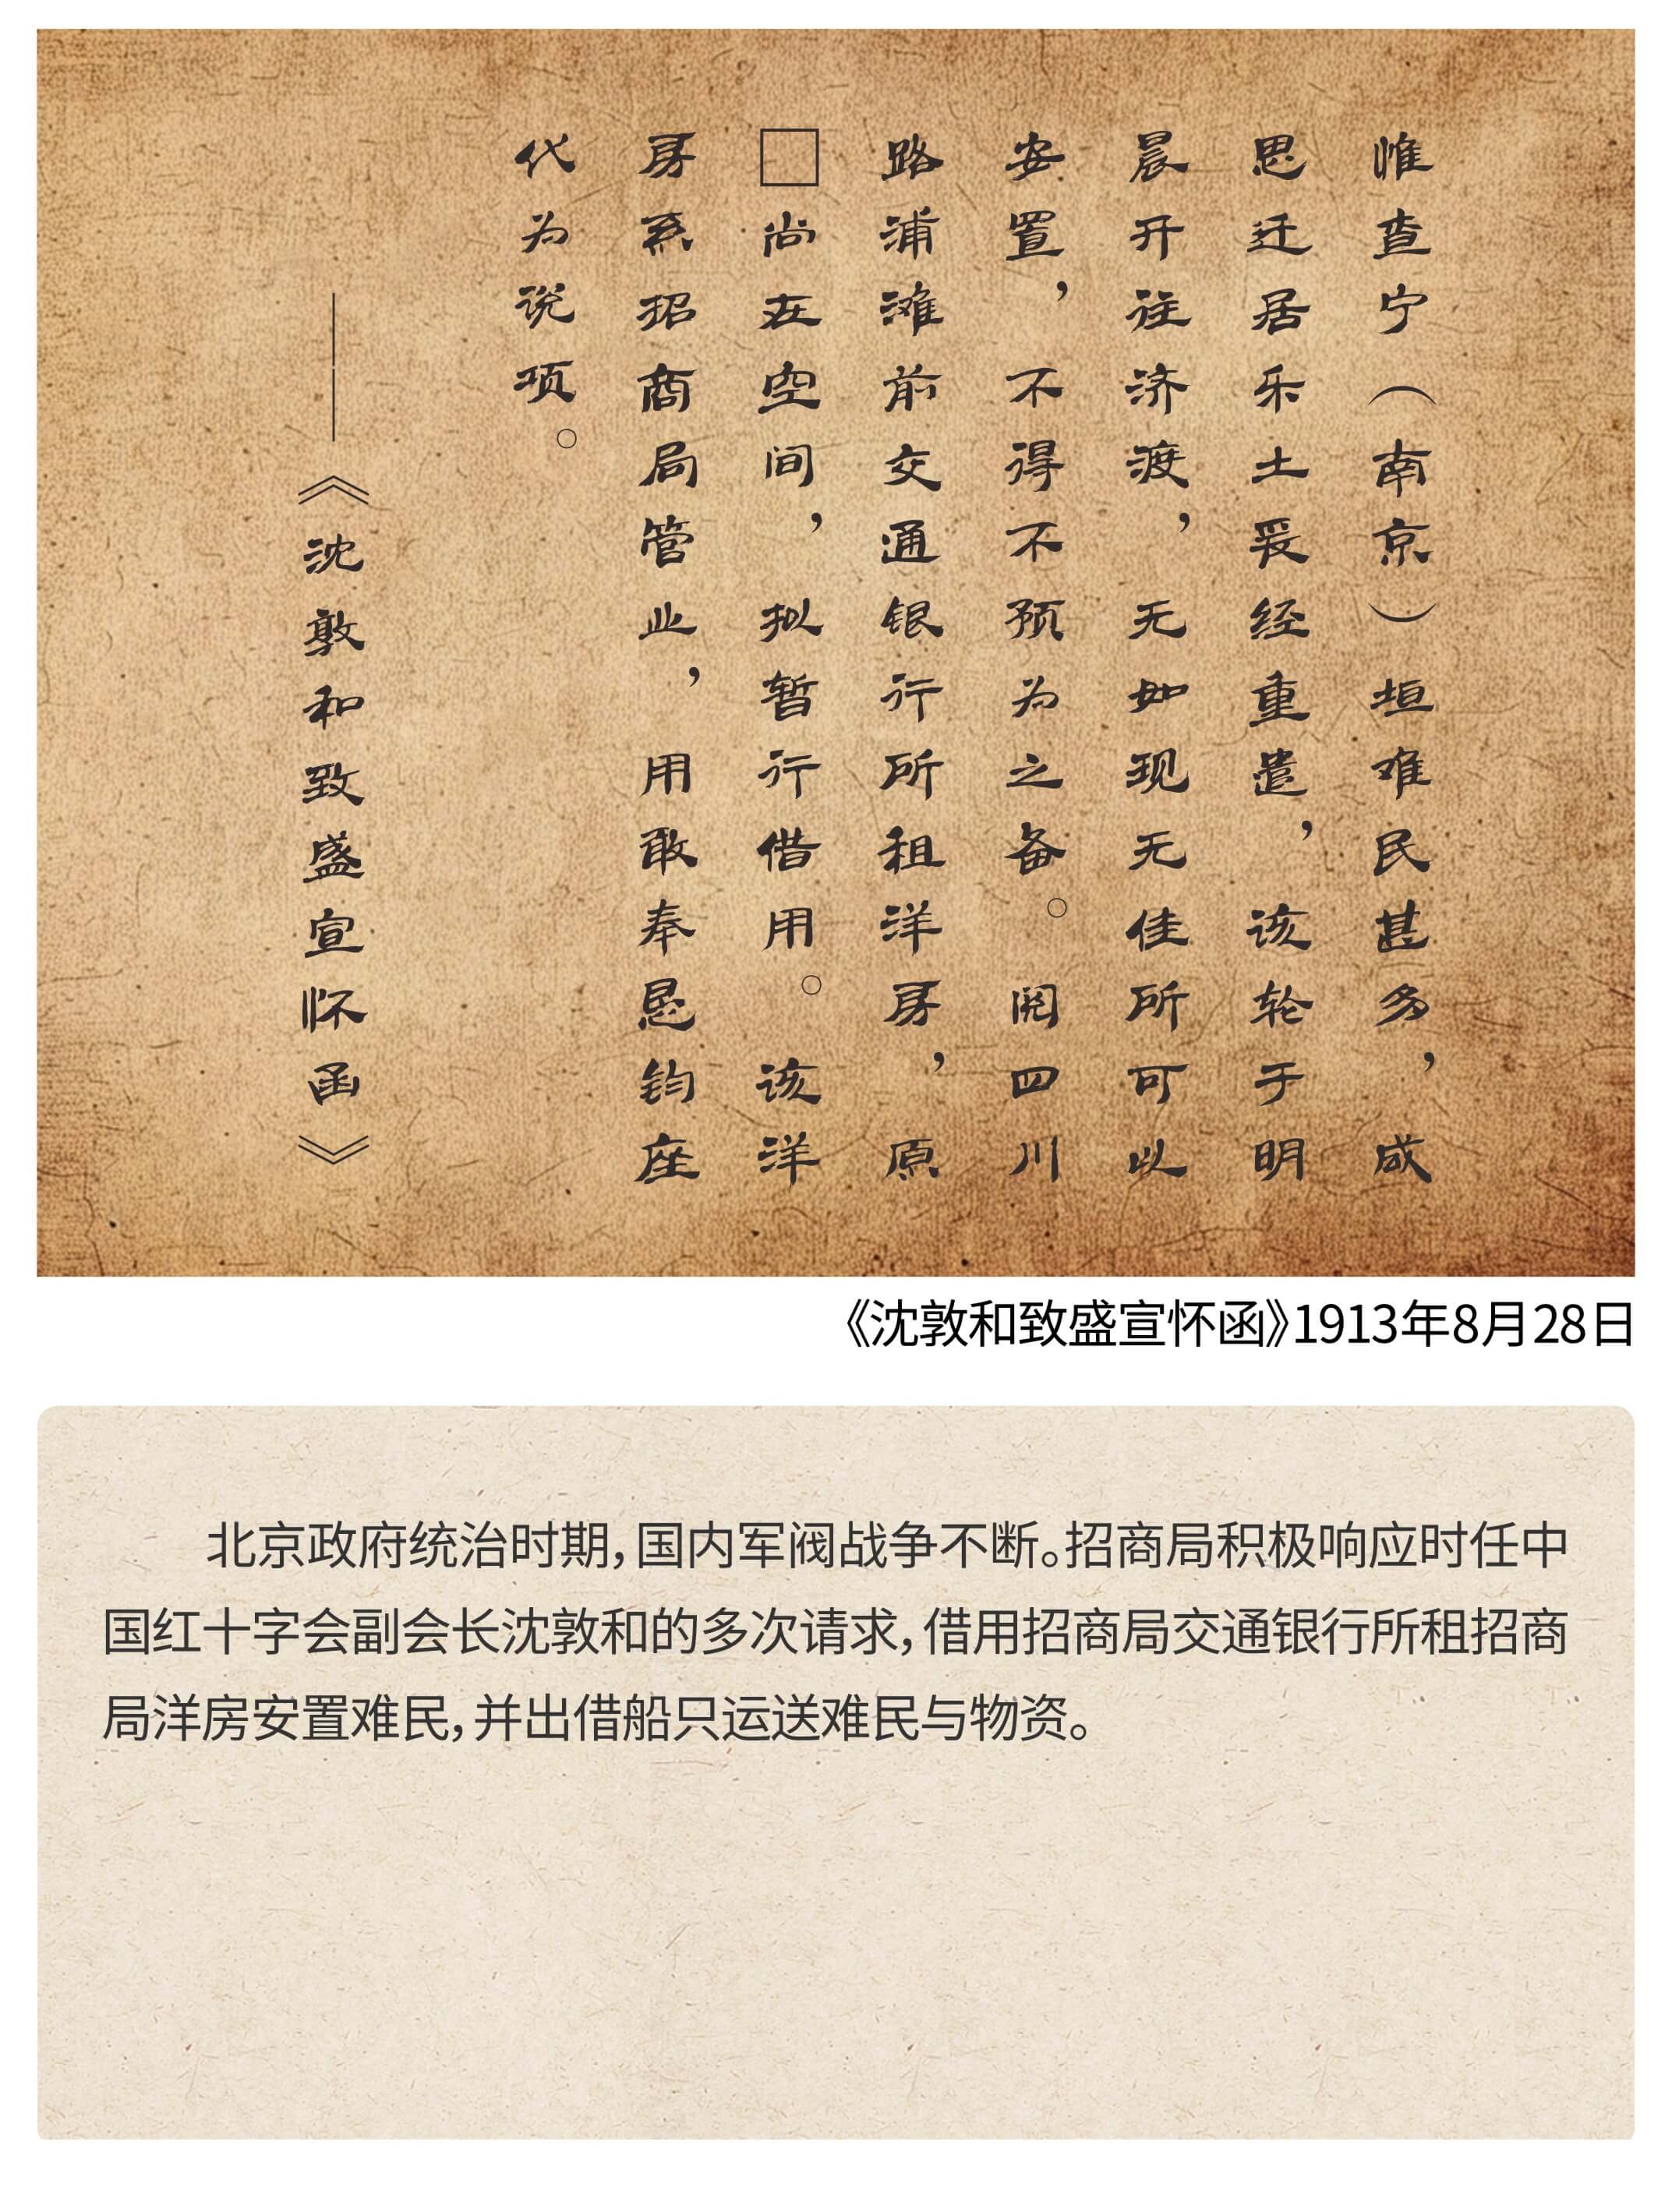 惟查宁（南京）垣难民甚多，咸
思迁居乐土爰经重遣，该轮于明
晨开往济渡，无如现无佳所可以
安置，不得不预为之备。阅四川
路浦滩前交通银行所租洋房，原
□尚在空间，拟暂行借用。该洋
房系招商局管业，用敢奉恳钧座
代为说项。
——《沈敦和致盛宣怀函》
《沈敦和致盛宣怀函》1913年8月28日
北京政府统治时期，国内军阀战争不断。招商局积极响应时任中
国红十字会副会长沈敦和的多次请求，借用招商局交通银行所租招商
局洋房安置难民，并出借船只运送难民与物资。